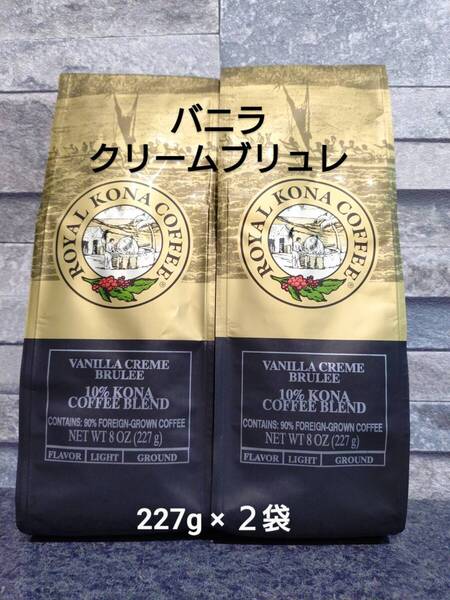 バニラ
クリームブリュレ
ROYAL KONA COFFEE ®
VANILLA CREME
BRULEE
10% KONA
COFFEE BLEND
CONTAINS: 90% FOREIGN-GROWN COFFEE
NET WT 8 OZ (227 g)
FLAVOR LIGHT GROUND
ROYAL KONA COFFEE ®
VANILLA CREME
BRULEE
10% KONA
COFFEE BLEND
CONTAINS: 90% FOREIGN-GROWN COFFEE
NET WT 8 OZ (227 g)
FLAVOR LIGHT GROUND
227g × ２袋